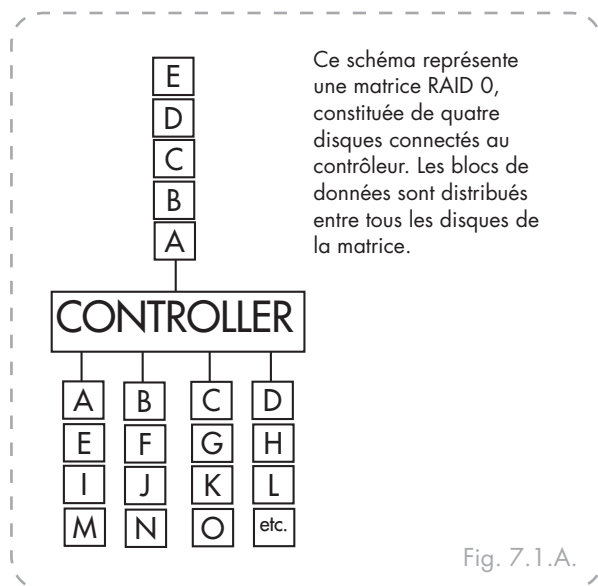 E
D
C
B
A
Ce schéma représente
une matrice RAID 0,
constituée de quatre
disques connectés au
contrôleur. Les blocs de
données sont distribués
entre tous les disques de
la matrice.
CONTROLLER
A B C D
E F G H
I J K L
M N O etc.
Fig. 7.1.A.